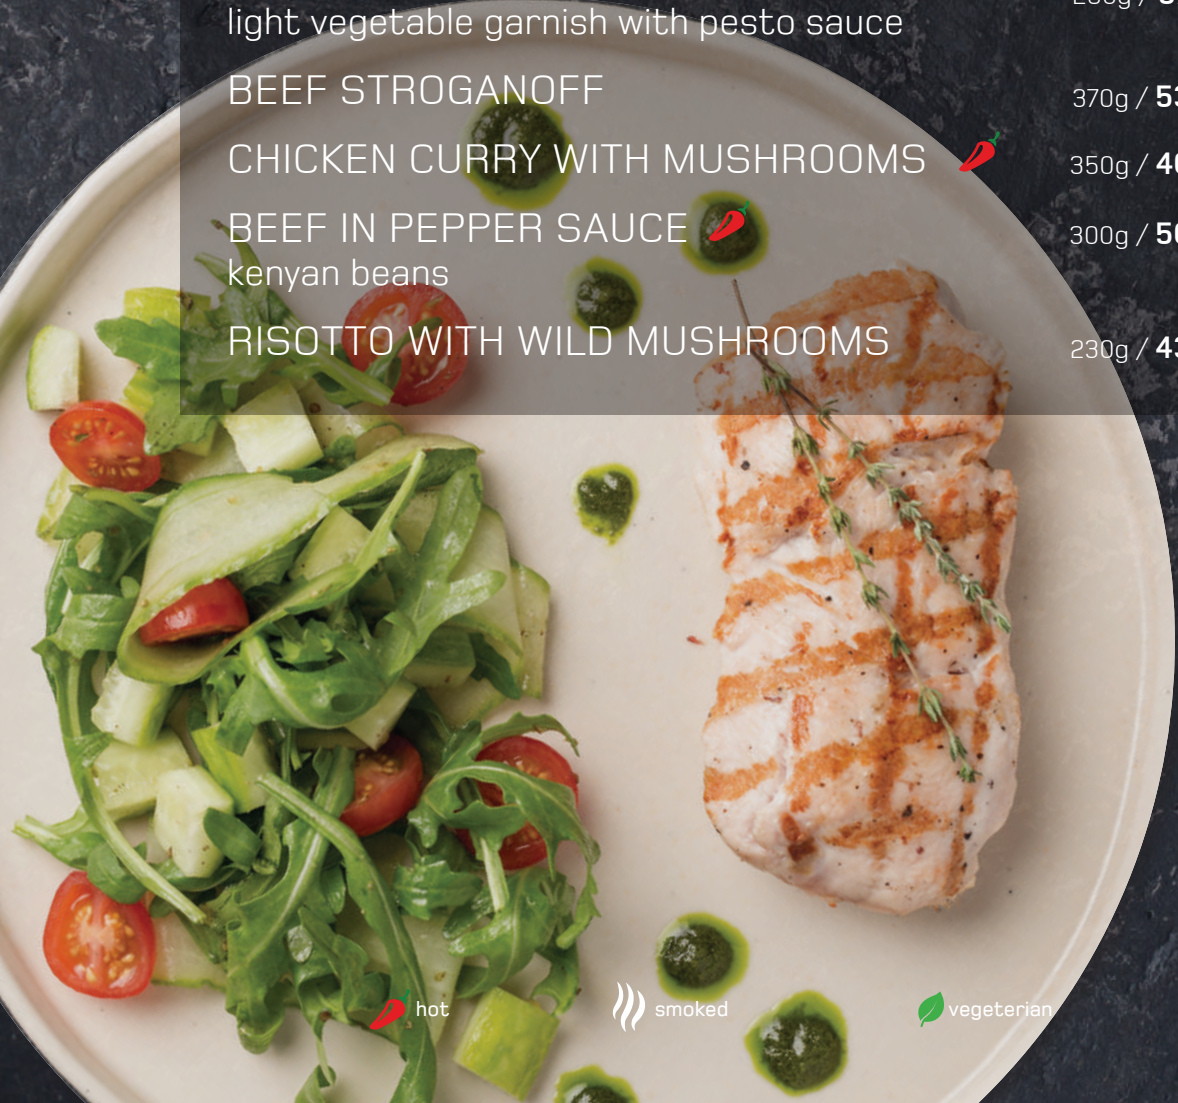 light vegetable garnish with pesto sauce
BEEF STROGANOFF 370g /
CHICKEN CURRY WITH MUSHROOMS 350g /
BEEF IN PEPPER SAUCE 300g /
kenyan beans
RISOTTO WITH WILD MUSHROOMS 230g /
hot smoked vegeterian